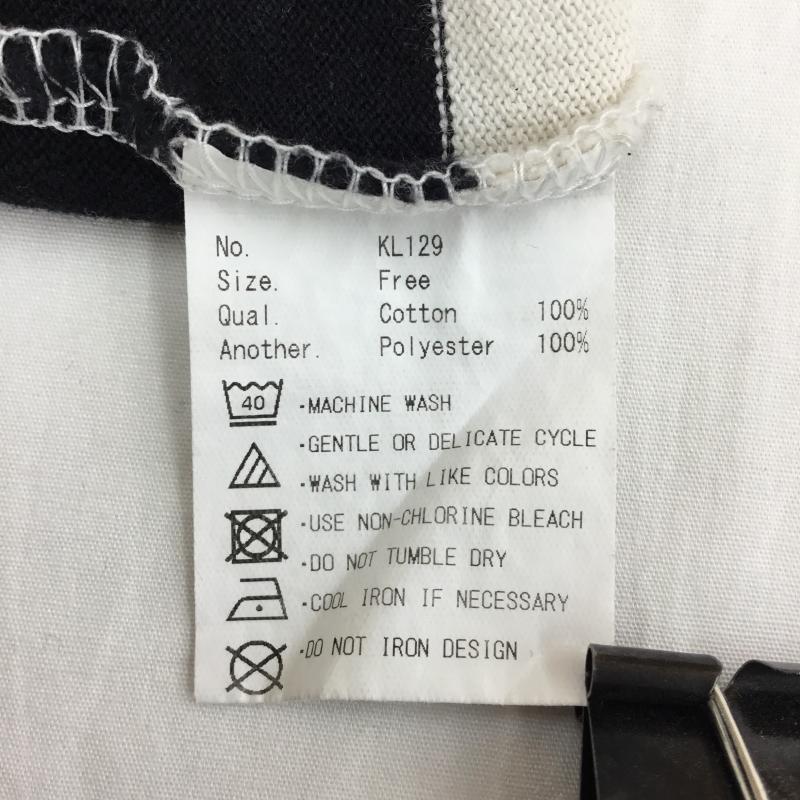 No. KL129
Size. Free
Qual. Cotton 100%
Another. Polyester 100%
40
·MACHINE WASH
·GENTLE OR DELICATE CYCLE
·WASH WITH LIKE COLORS
·USE NON-CHLORINE BLEACH
·DO NOT TUMBLE DRY
·COOL IRON IF NECESSARY
·DO NOT IRON DESIGN